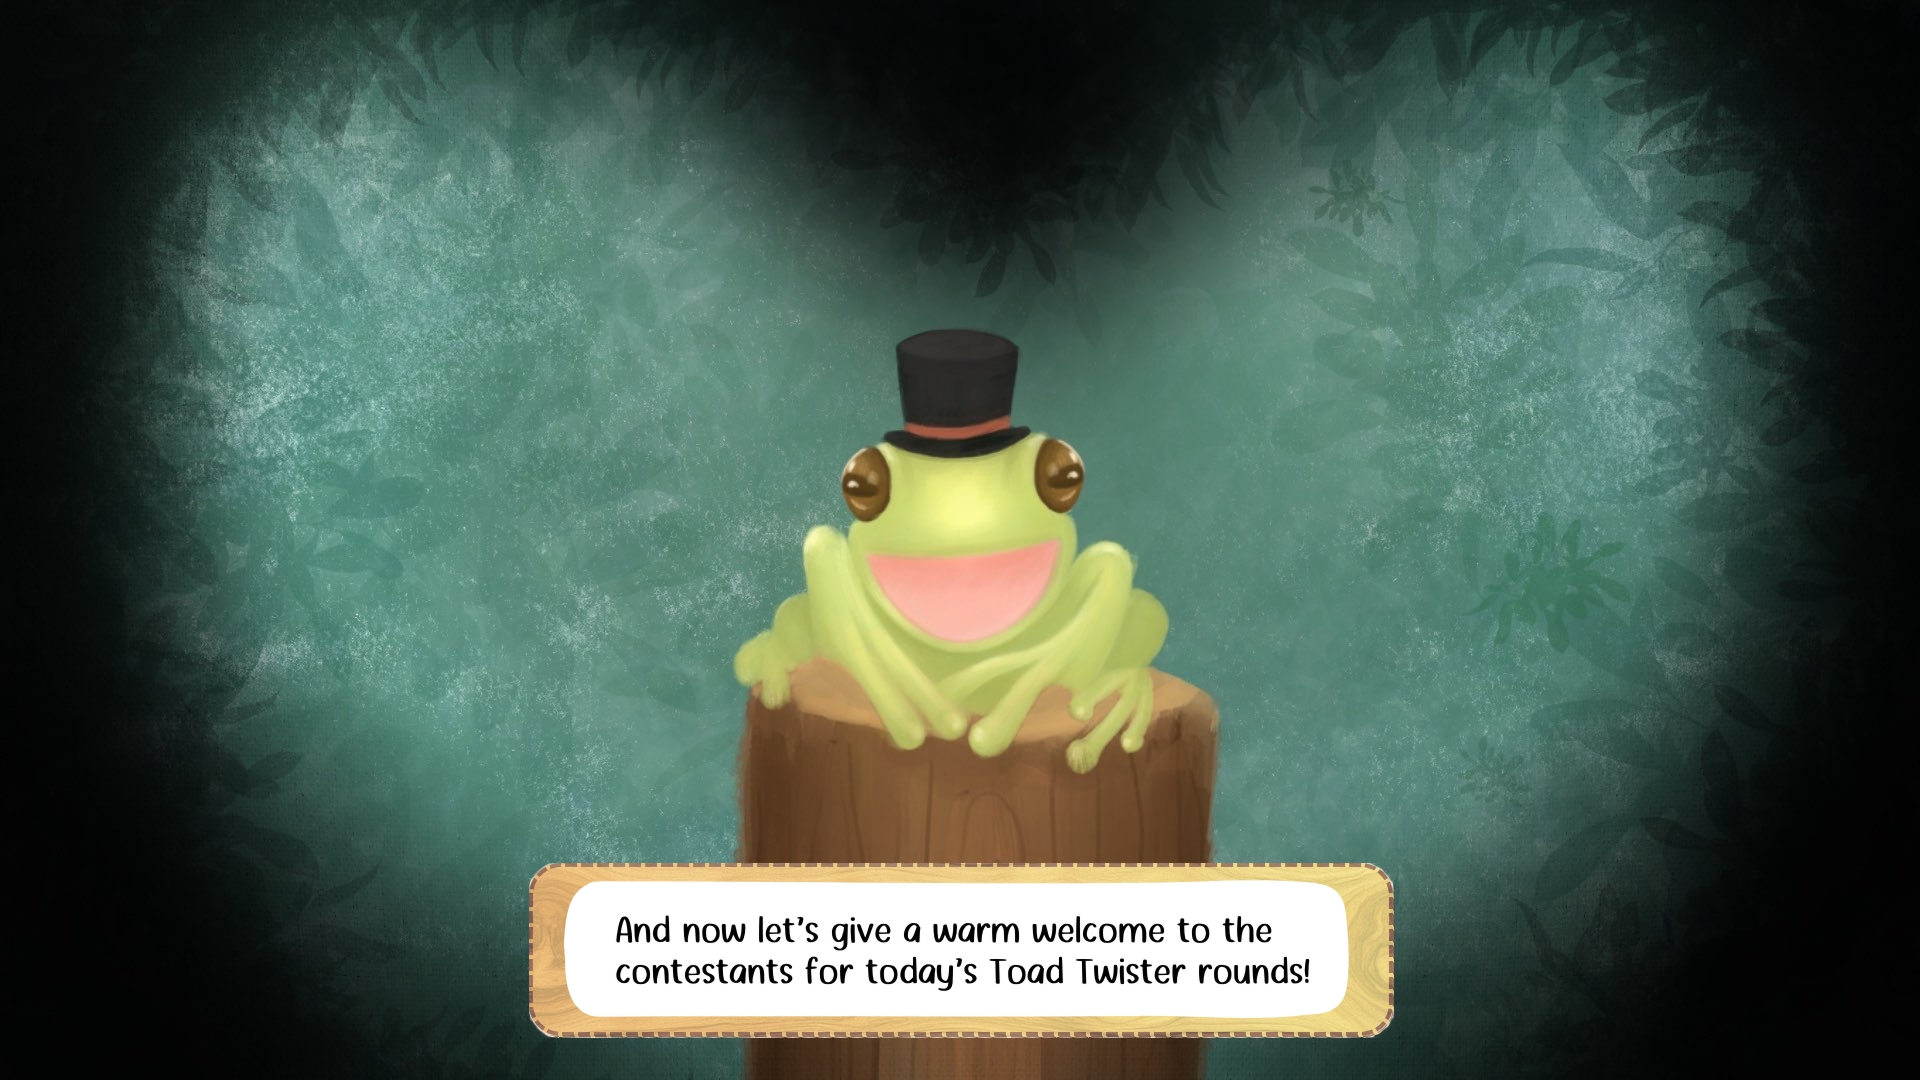 And now let's give a warm welcome to the
contestants for today's Toad Twister rounds!